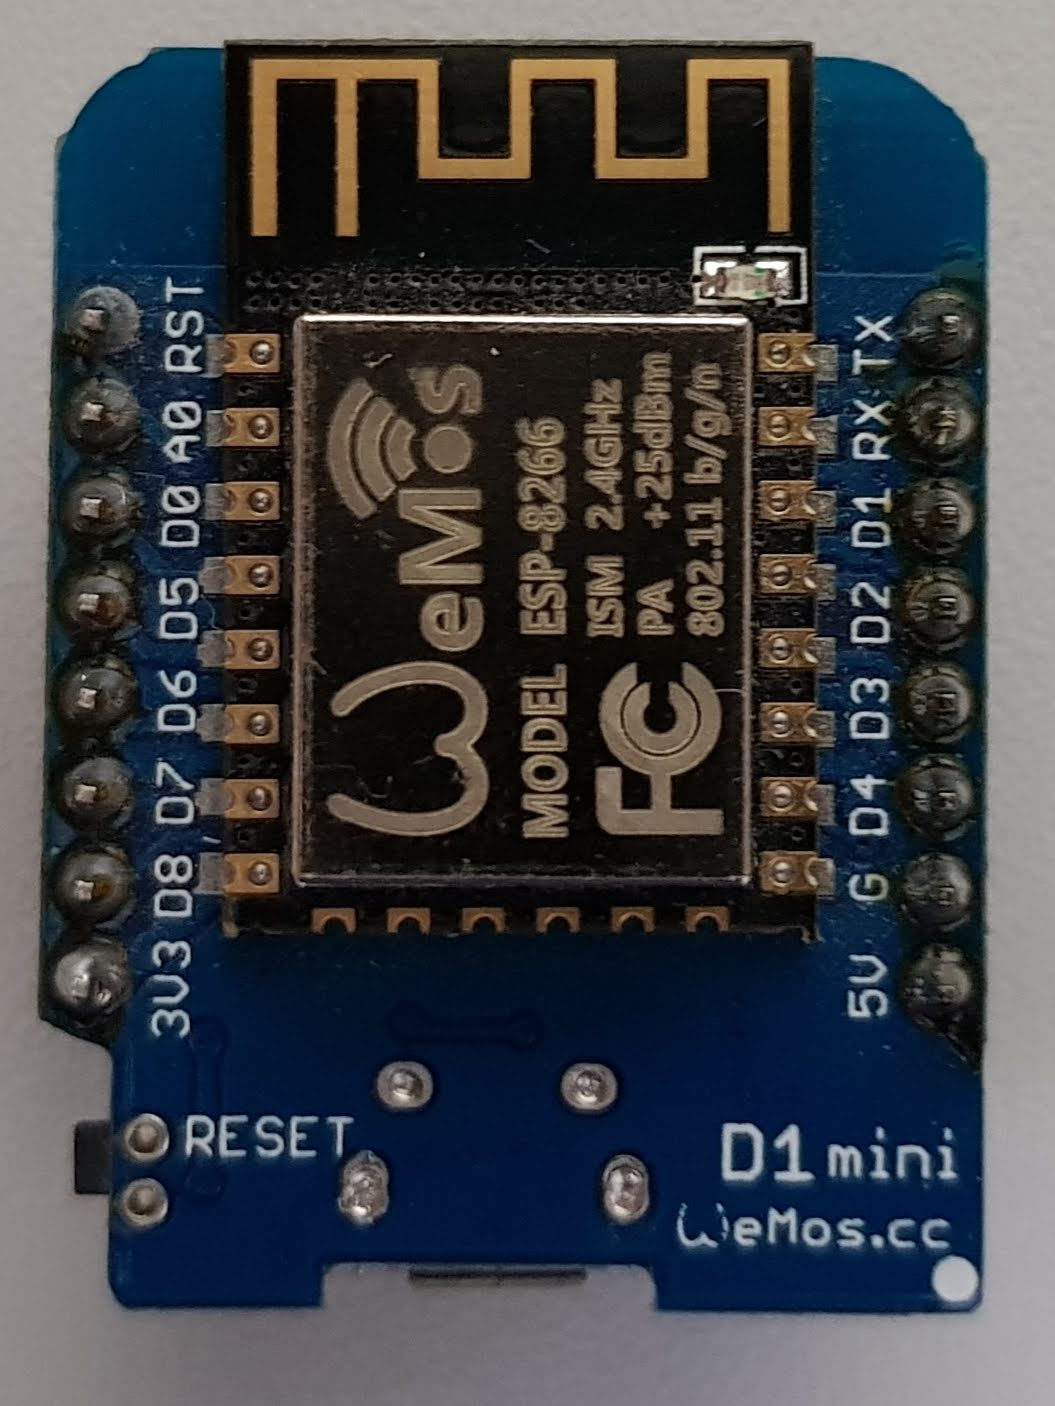 RST
A0
D0
D5
D6
D7
D8
3V3
WeMos
MODEL ESP-8266
ISM 2.4GHz
PA +25dBm
802.11 b/g/n
FC
TX
RX
D1
D2
D3
D4
G
5V
RESET
D1 mini
WeMos.cc